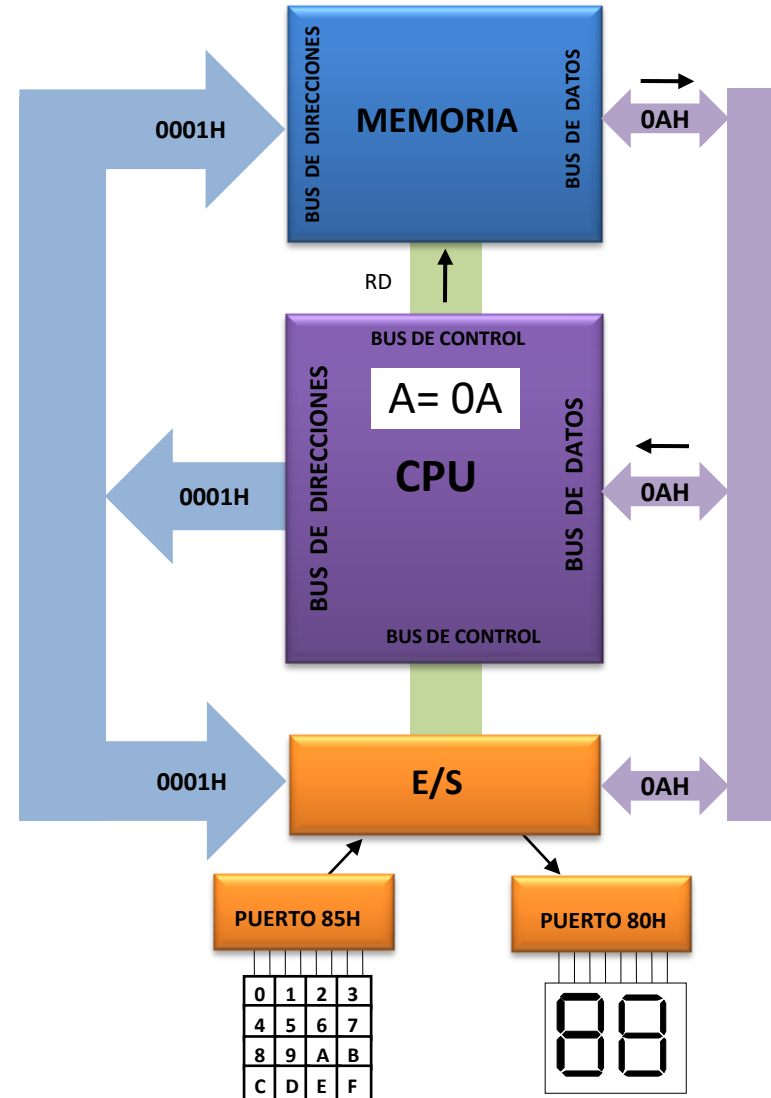 0001H
BUS DE DIRECCIONES
MEMORIA
BUS DE DATOS
0AH
RD
BUS DE CONTROL
A= 0A
0001H
BUS DE DIRECCIONES
CPU
BUS DE DATOS
0AH
BUS DE CONTROL
0001H
E/S
0AH
PUERTO 85H
PUERTO 80H
0 1 2 3
4 5 6 7
8 9 A B
C D E F
88